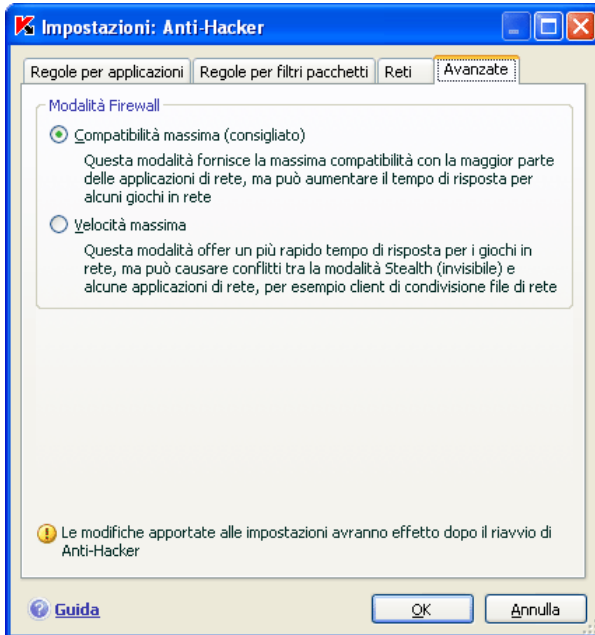 Impostazioni: Anti-Hacker
Regole per applicazioni
Regole per filtri pacchetti
Reti
Avanzate
Modalità Firewall
Compatibilità massima (consigliato)
Questa modalità fornisce la massima compatibilità con la maggior parte
delle applicazioni di rete, ma può aumentare il tempo di risposta per
alcuni giochi in rete
Velocità massima
Questa modalità offer un più rapido tempo di risposta per i giochi in
rete, ma può causare conflitti tra la modalità Stealth (invisibile) e
alcune applicazioni di rete, per esempio client di condivisione file di rete
Le modifiche apportate alle impostazioni avranno effetto dopo il riavvio di
Anti-Hacker
Guida
OK
Annulla